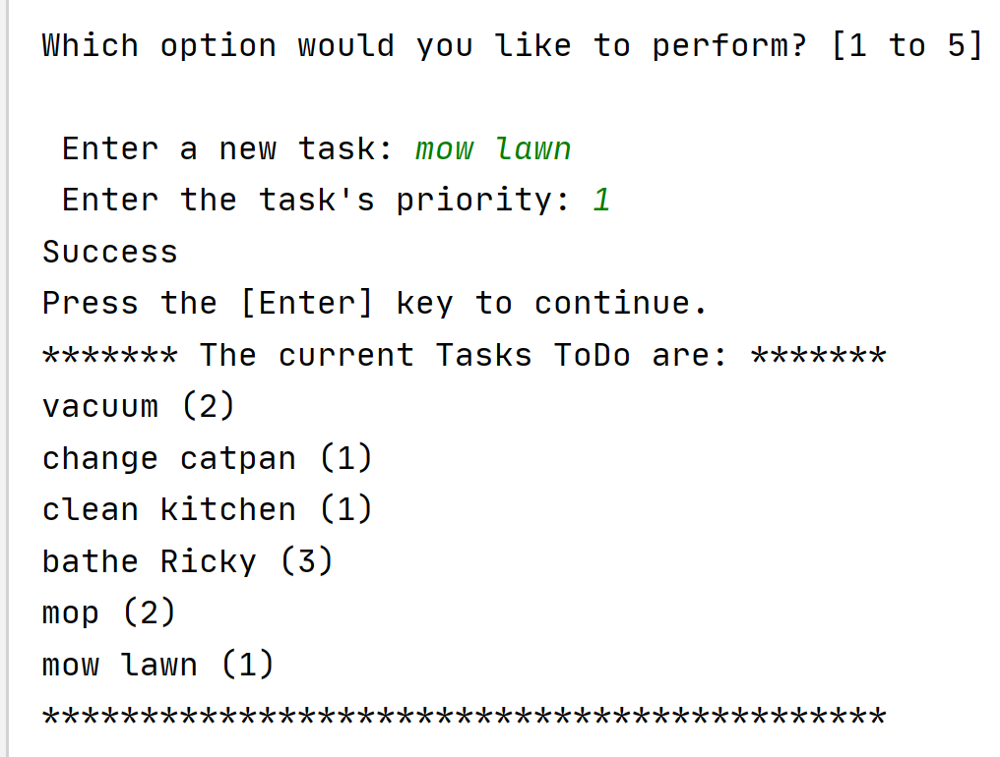 Which option would you like to perform? [1 to 5]
Enter a new task: mow lawn
Enter the task's priority: 1
Success
Press the [Enter] key to continue.
******* The current Tasks ToDo are: *******
vacuum (2)
change catpan (1)
clean kitchen (1)
bathe Ricky (3)
mop (2)
mow lawn (1)
*******************************************